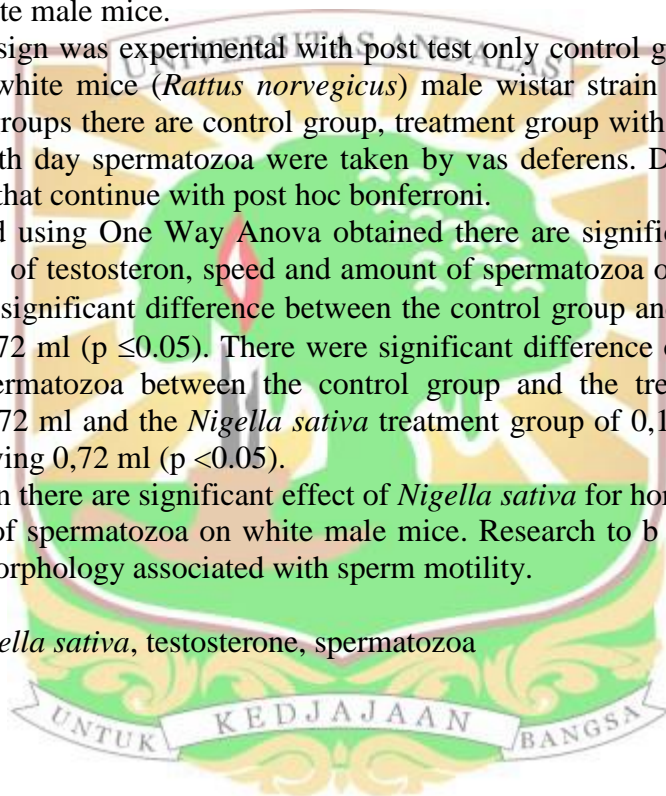 te male mice.
sign was experimental with post test only control g
UNIVERSITAS ANDALAS
white mice (Rattus norvegicus) male wistar strain
groups there are control group, treatment group with
th day spermatozoa were taken by vas deferens. D
that continue with post hoc bonferroni.
d using One Way Anova obtained there are signific
of testosteron, speed and amount of spermatozoa o
significant difference between the control group an
72 ml (p ≤0.05). There were significant difference
ermatozoa between the control group and the tre
72 ml and the Nigella sativa treatment group of 0,1
ving 0,72 ml (p <0.05).
n there are significant effect of Nigella sativa for hor
of spermatozoa on white male mice. Research to b
orphology associated with sperm motility.
ella sativa, testosterone, spermatozoa
UNTUK KEDJAJAAN BANGSA